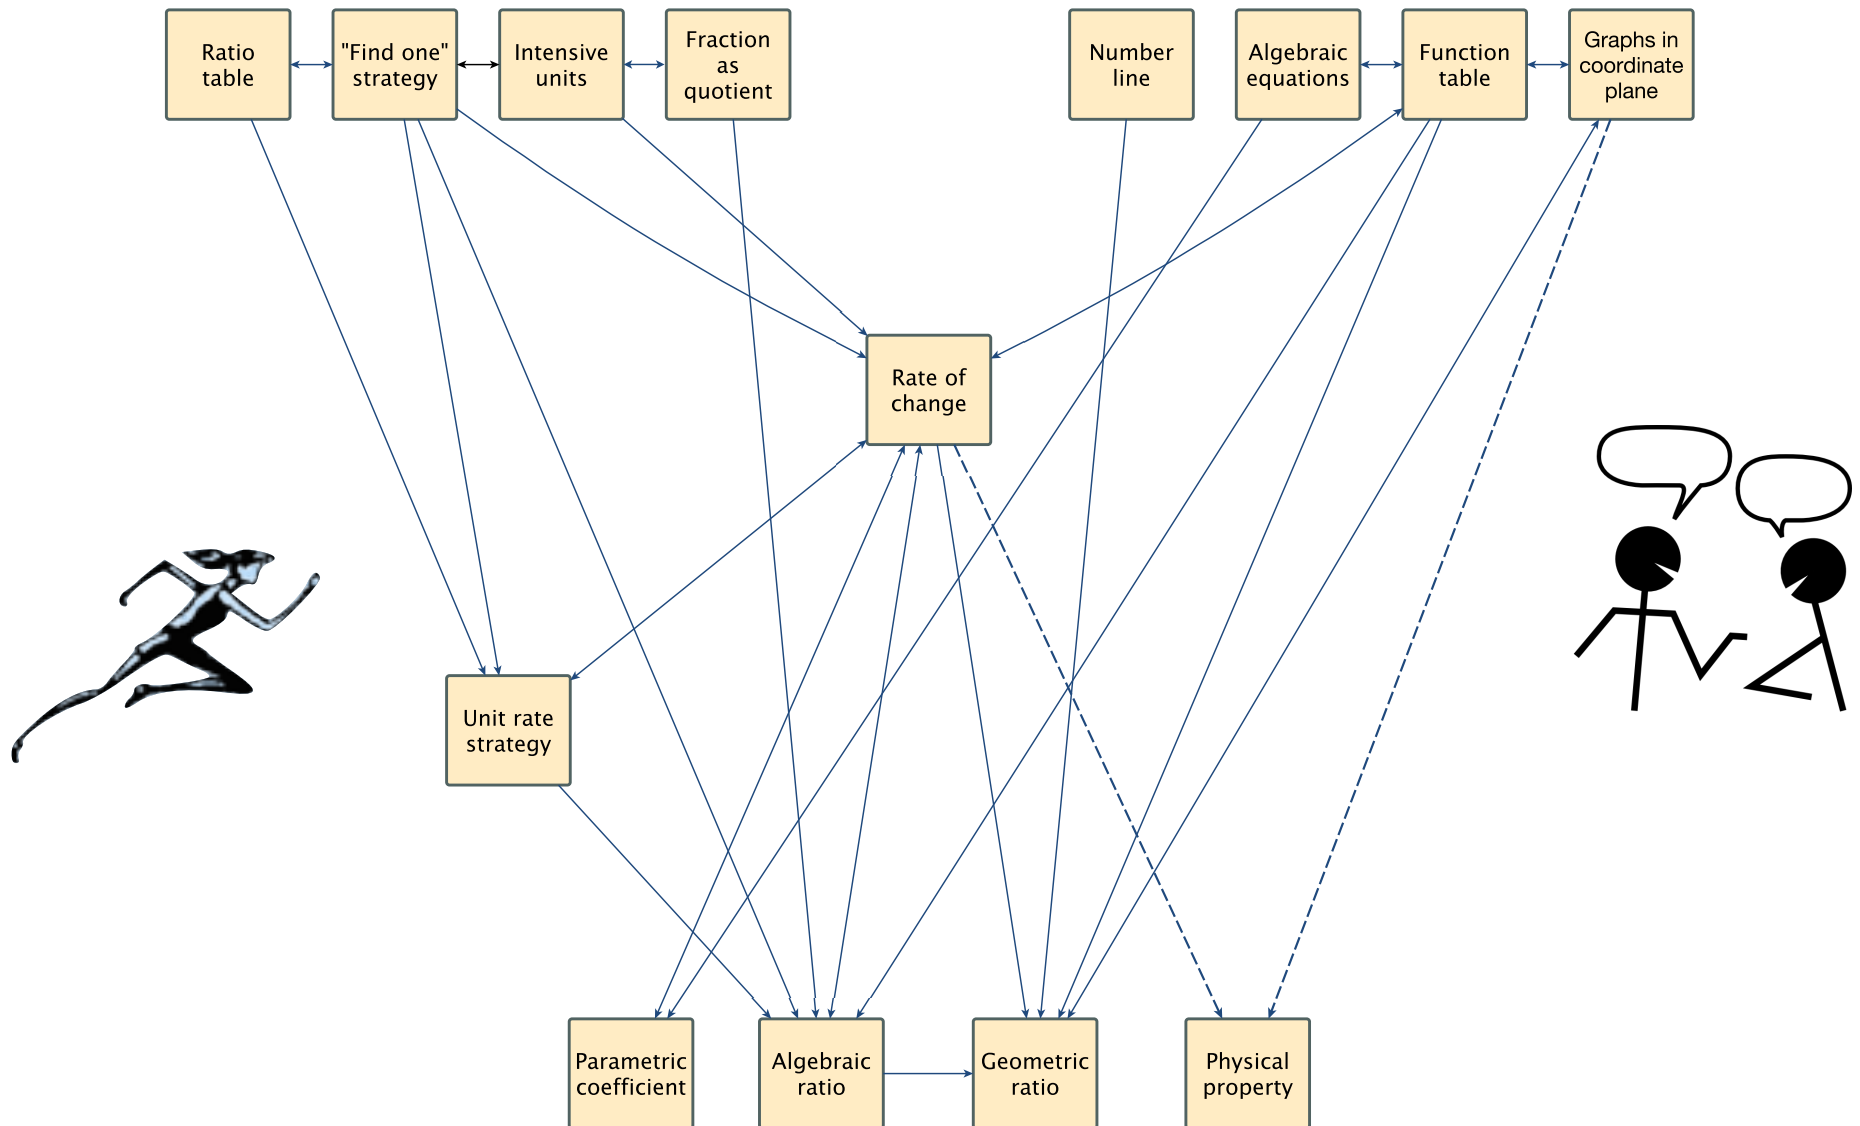 Ratio
table
"Find one"
strategy
Intensive
units
Fraction
as
quotient
Number
line
Algebraic
equations
Function
table
Graphs in
coordinate
plane
Rate of
change
Unit rate
strategy
Parametric
coefficient
Algebraic
ratio
Geometric
ratio
Physical
property